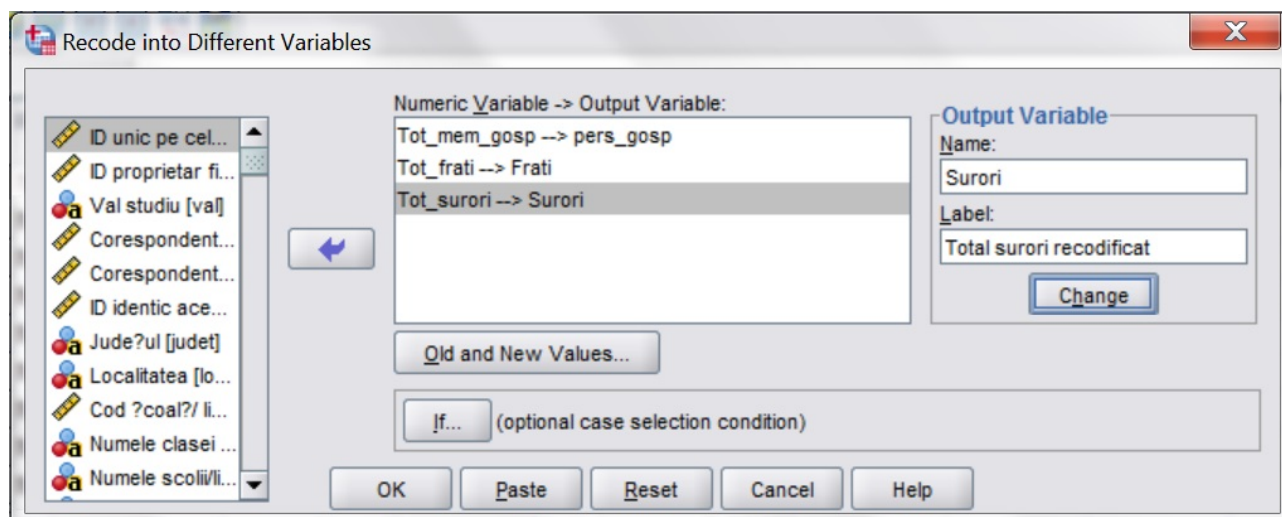 Recode into Different Variables
ID unic pe cel...
ID proprietar fi...
Val studiu [val]
Corespondent...
Corespondent...
ID identic ace...
Jude?ul [judet]
Localitatea [lo...
Cod ?coal?/ li...
Numele clasei ...
Numele scolii/li...
Numeric Variable -> Output Variable:
Tot_mem_gosp --> pers_gosp
Tot_frati --> Frati
Tot_surori --> Surori
Old and New Values...
If... (optional case selection condition)
Output Variable
Name:
Surori
Label:
Total surori recodificat
Change
OK Paste Reset Cancel Help